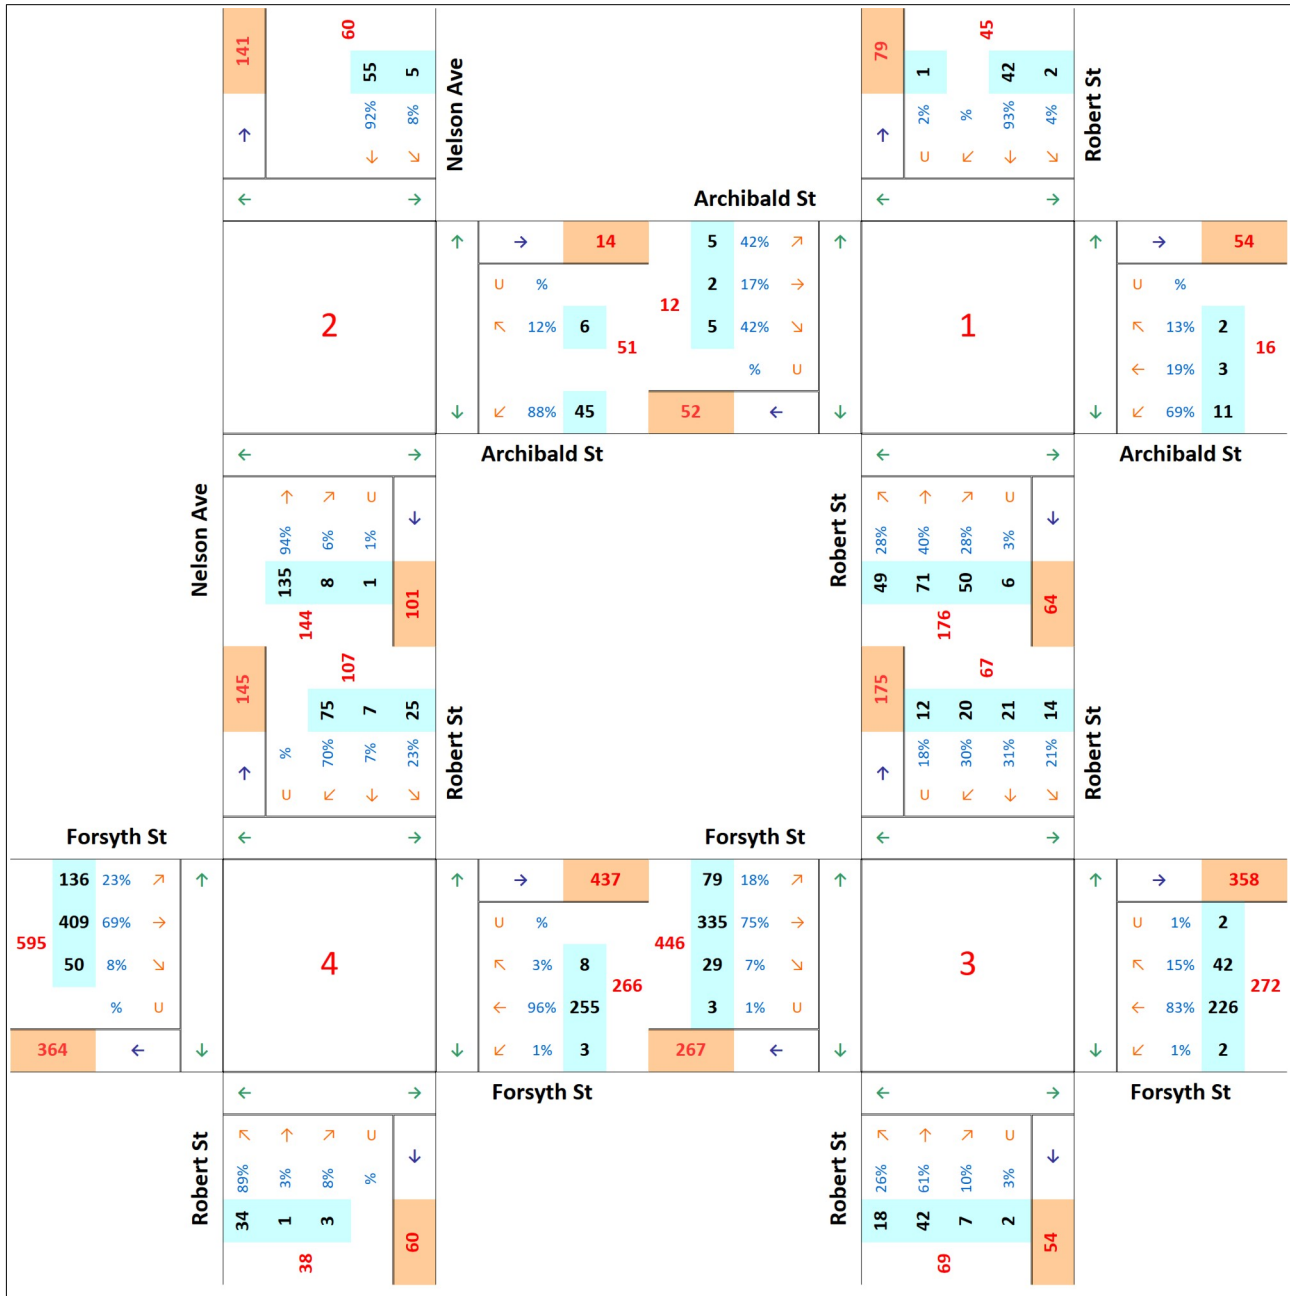 141
60
55 5
92% 8%
↑
← ↙ ↓ ↘
Nelson Ave
79
45
1 42 2
2% % 93% 4%
↑
U ↙ ↓ ↘
Robert St
← →
← →
Archibald St
2
↑
→ 14
U %
↖ 12% 6
51
↙ 88% 45
↓
5 42% ↗
2 17% →
12
5 42% ↘
% U
52 ←
↑
↓
1
↑
→ 54
U %
↖ 13% 2
16
← 19% 3
↙ 69% 11
↓
← →
Archibald St
← →
Archibald St
Nelson Ave
↑ ↗ U
94% 6% 1%
135 8 1
144
↓
101
Robert St
↖ ↑ ↗ U
28% 40% 28% 3%
49 71 50 6
176
↓
64
145
107
75 7 25
% 70% 7% 23%
↑
U ↙ ↓ ↘
Robert St
175
67
12 20 21 14
18% 30% 31% 21%
↑
U ↙ ↓ ↘
Robert St
Forsyth St
← →
Forsyth St
← →
136 23% ↗
409 69% →
595
50 8% ↘
% U
364 ←
↑
↓
4
↑
→ 437
U %
↖ 3% 8
266
← 96% 255
↙ 1% 3
↓
79 18% ↗
335 75% →
446
29 7% ↘
3 1% U
267 ←
↑
↓
3
↑
→ 358
U 1% 2
↖ 15% 42
272
← 83% 226
↙ 1% 2
↓
← →
Forsyth St
← →
Forsyth St
Robert St
↖ ↑ ↗ U
89% 3% 8% %
34 1 3
38
↓
60
Robert St
↖ ↑ ↗ U
26% 61% 10% 3%
18 42 7 2
69
↓
54